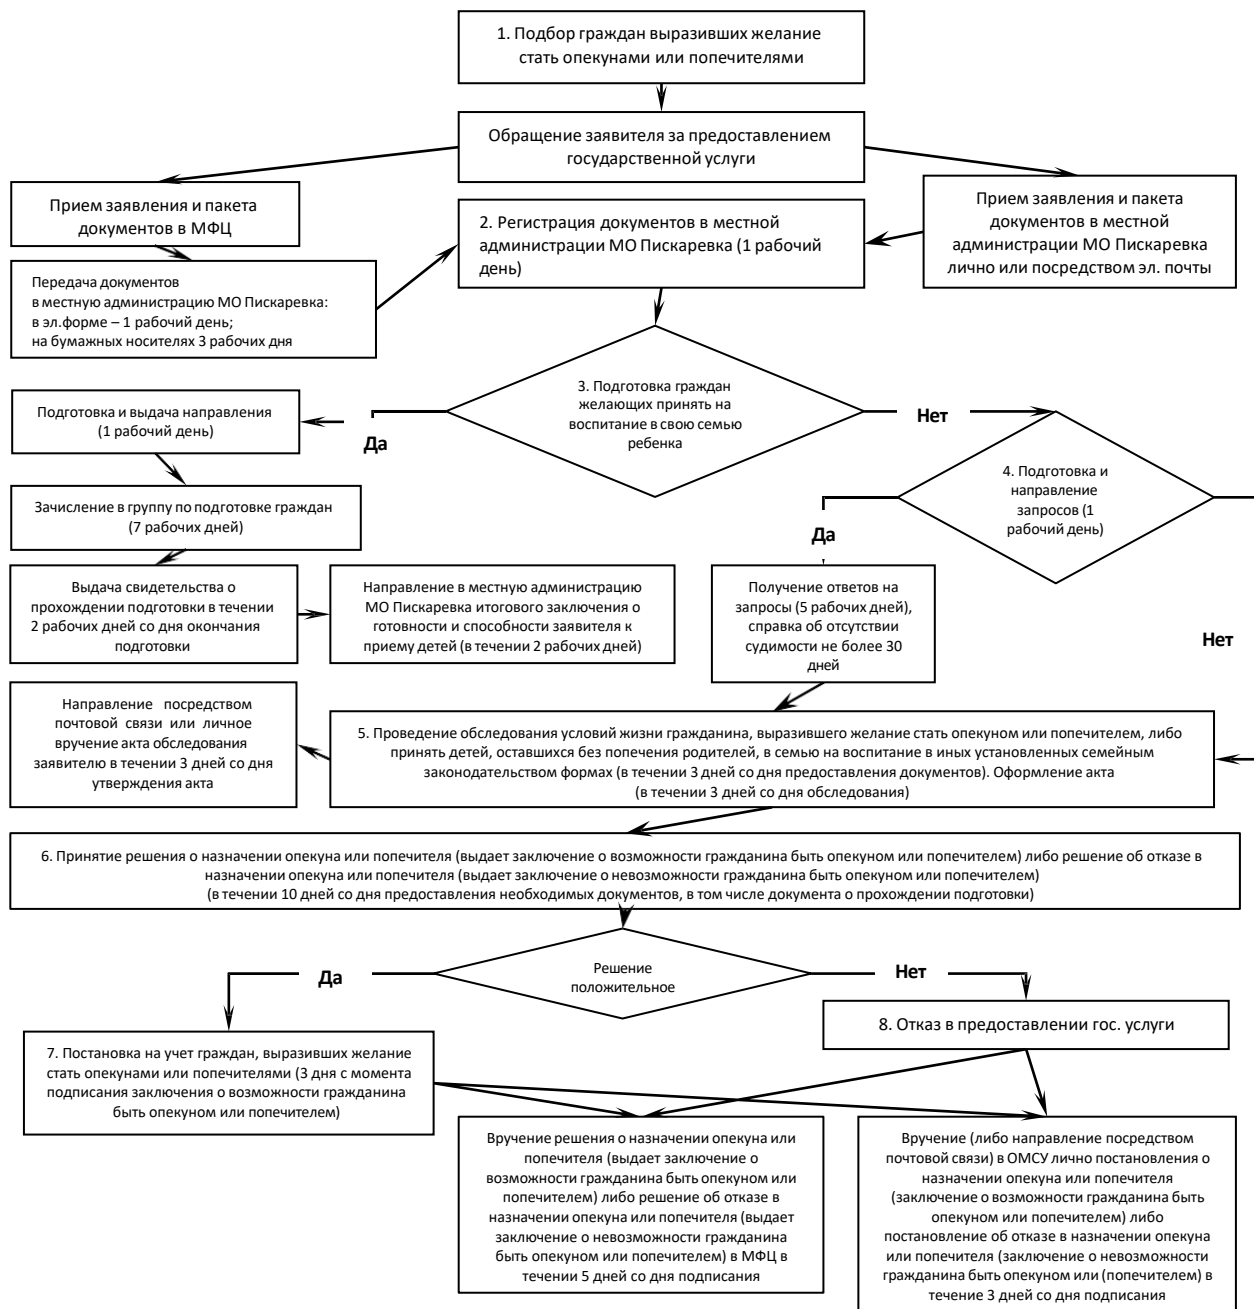 1. Подбор граждан выразивших желание
стать опекунами или попечителями
Обращение заявителя за предоставлением
государственной услуги
Прием заявления и пакета
документов в МФЦ
2. Регистрация документов в местной
администрации МО Пискаревка (1 рабочий
день)
Прием заявления и пакета
документов в местной
администрации МО Пискаревка
лично или посредством эл. почты
Передача документов
в местную администрацию МО Пискаревка:
в эл.форме – 1 рабочий день;
на бумажных носителях 3 рабочих дня
3. Подготовка граждан
желающих принять на
воспитание в свою семью
ребенка
Да
Нет
Подготовка и выдача направления
(1 рабочий день)
4. Подготовка и
направление
запросов (1
рабочий день)
Да
Нет
Зачисление в группу по подготовке граждан
(7 рабочих дней)
Выдача свидетельства о
прохождении подготовки в течении
2 рабочих дней со дня окончания
подготовки
Направление в местную администрацию
МО Пискаревка итогового заключения о
готовности и способности заявителя к
приему детей (в течении 2 рабочих дней)
Получение ответов на
запросы (5 рабочих дней),
справка об отсутствии
судимости не более 30
дней
Направление посредством
почтовой связи или личное
вручение акта обследования
заявителю в течении 3 дней со дня
утверждения акта
5. Проведение обследования условий жизни гражданина, выразившего желание стать опекуном или попечителем, либо
принять детей, оставшихся без попечения родителей, в семью на воспитание в иных установленных семейным
законодательством формах (в течении 3 дней со дня предоставления документов). Оформление акта
(в течении 3 дней со дня обследования)
6. Принятие решения о назначении опекуна или попечителя (выдает заключение о возможности гражданина быть опекуном или попечителем) либо решение об отказе в
назначении опекуна или попечителя (выдает заключение о невозможности гражданина быть опекуном или попечителем)
(в течении 10 дней со дня предоставления необходимых документов, в том числе документа о прохождении подготовки)
Решение
положительное
Да
Нет
7. Постановка на учет граждан, выразивших желание
стать опекунами или попечителями (3 дня с момента
подписания заключения о возможности гражданина
быть опекуном или попечителем)
8. Отказ в предоставлении гос. услуги
Вручение решения о назначении опекуна или
попечителя (выдает заключение о
возможности гражданина быть опекуном или
попечителем) либо решение об отказе в
назначении опекуна или попечителя (выдает
заключение о невозможности гражданина
быть опекуном или попечителем) в МФЦ в
течении 5 дней со дня подписания
Вручение (либо направление посредством
почтовой связи) в ОМСУ лично постановления о
назначении опекуна или попечителя
(заключение о возможности гражданина быть
опекуном или попечителем) либо
постановление об отказе в назначении опекуна
или попечителя (заключение о невозможности
гражданина быть опекуном или (попечителем) в
течение 3 дней со дня подписания